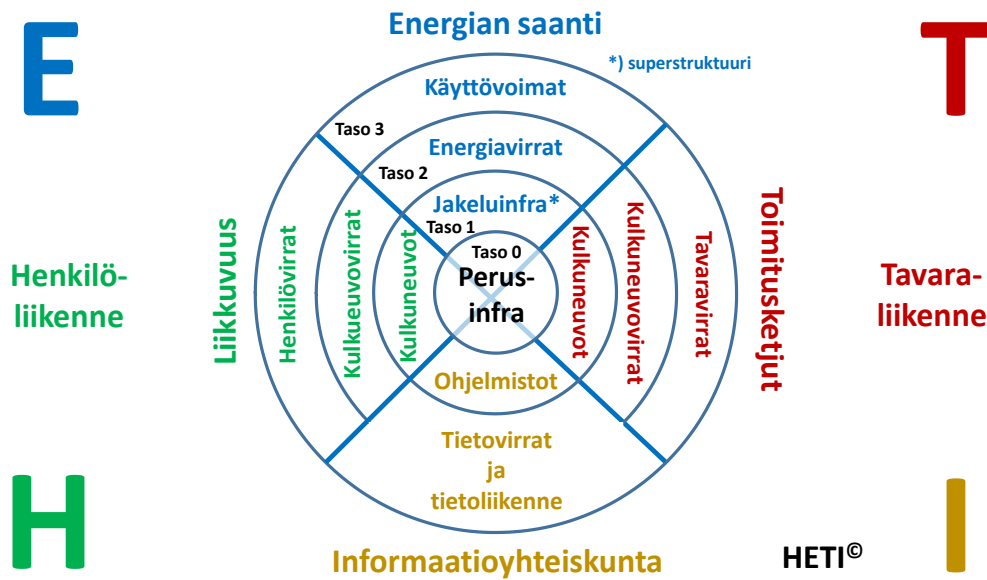 E
Energian saanti
T
*) superstruktuuri
Käyttövoimat
Taso 3
Energiavirrat
Taso 2
Jakeluinfra*
Taso 1
Taso 0
Perus-
infra
Henkilö-
liikenne
Liikkuvuus
Henkilövirrat
Kulkueuvovirrat
Kulkuneuvot
Kulkuneuvot
Kulkuneuvovirrat
Tavaravirrat
Toimitusketjut
Tavara-
liikenne
Ohjelmistot
Tietovirrat
ja
tietoliikenne
H
Informaatioyhteiskunta
HETI©
I